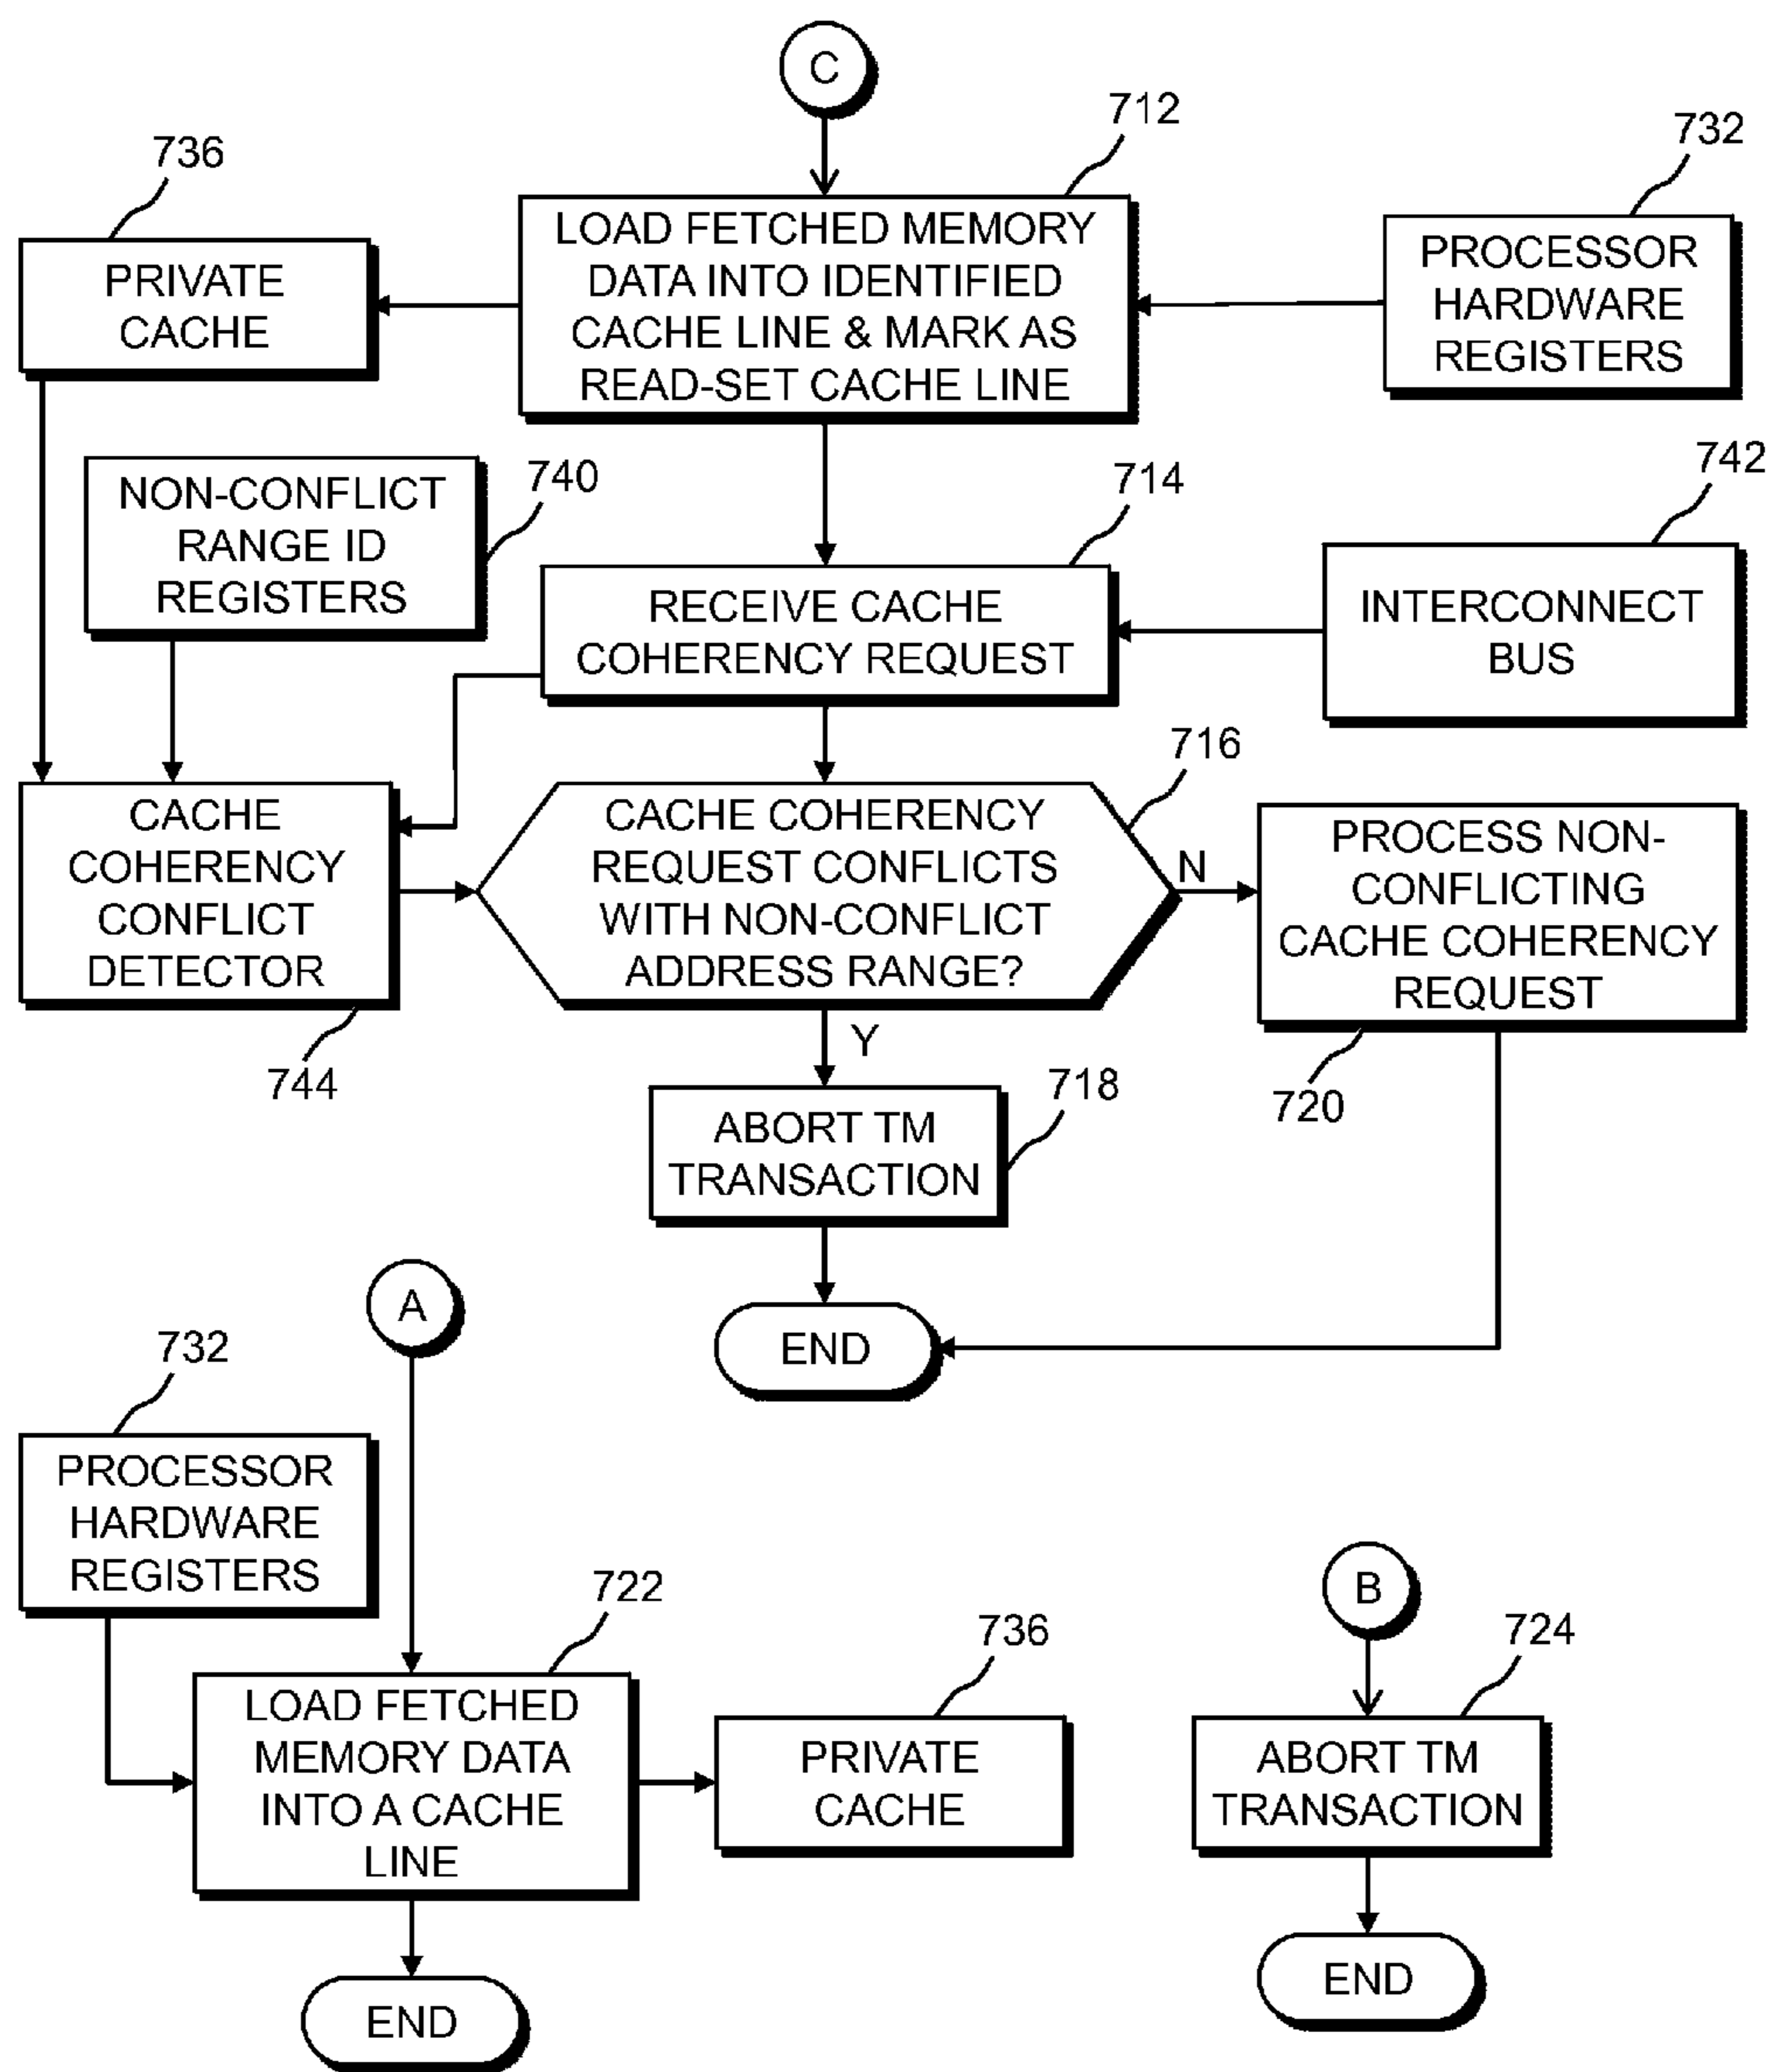 C
712
736
732
LOAD FETCHED MEMORY
DATA INTO IDENTIFIED
CACHE LINE & MARK AS
READ-SET CACHE LINE
PRIVATE
CACHE
PROCESSOR
HARDWARE
REGISTERS
NON-CONFLICT
RANGE ID
REGISTERS
740
714
742
RECEIVE CACHE
COHERENCY REQUEST
INTERCONNECT
BUS
716
CACHE
COHERENCY
CONFLICT
DETECTOR
744
CACHE COHERENCY
REQUEST CONFLICTS
WITH NON-CONFLICT
ADDRESS RANGE?
N
PROCESS NON-
CONFLICTING
CACHE COHERENCY
REQUEST
720
Y
718
ABORT TM
TRANSACTION
END
A
732
PROCESSOR
HARDWARE
REGISTERS
722
LOAD FETCHED
MEMORY DATA
INTO A CACHE
LINE
736
PRIVATE
CACHE
END
B
724
ABORT TM
TRANSACTION
END